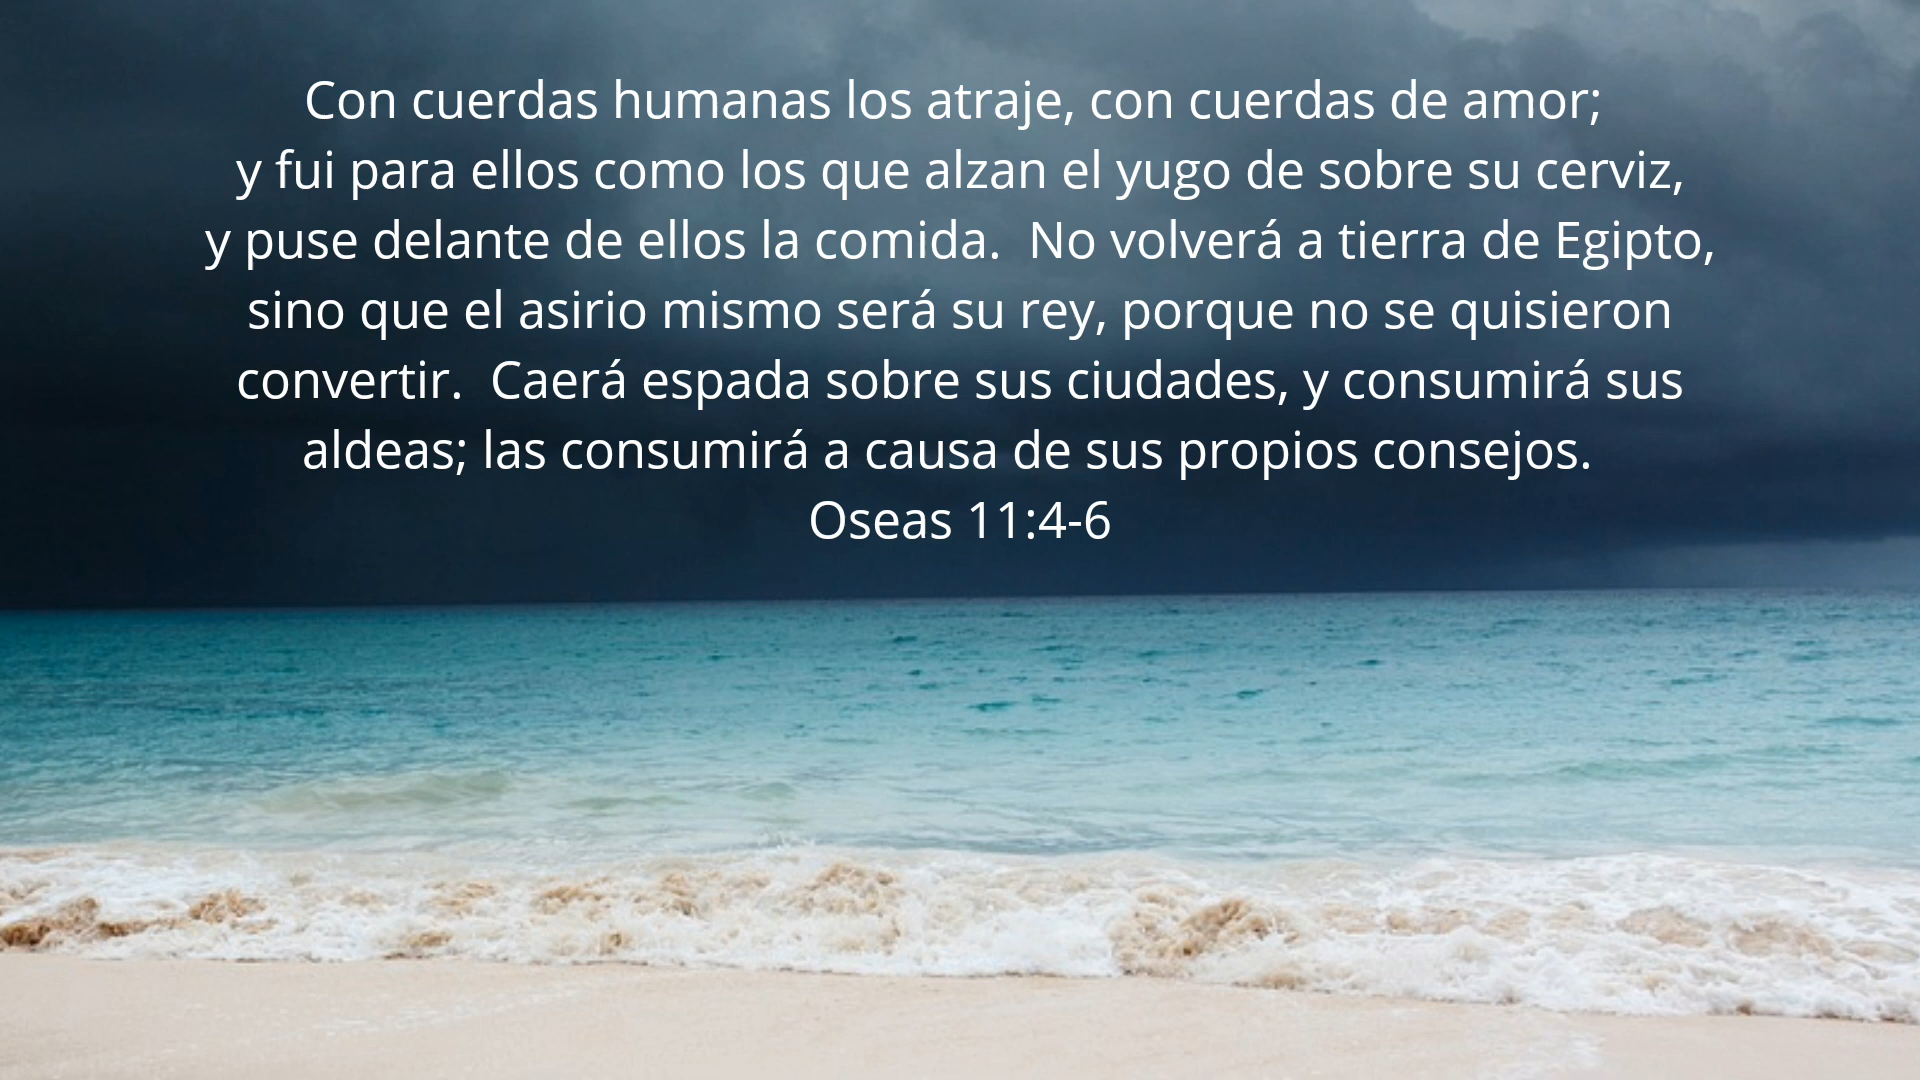 Con cuerdas humanas los atraje, con cuerdas de amor;
y fui para ellos como los que alzan el yugo de sobre su cerviz,
y puse delante de ellos la comida.  No volverá a tierra de Egipto,
sino que el asirio mismo será su rey, porque no se quisieron
convertir.  Caerá espada sobre sus ciudades, y consumirá sus
aldeas; las consumirá a causa de sus propios consejos.
Oseas 11:4-6